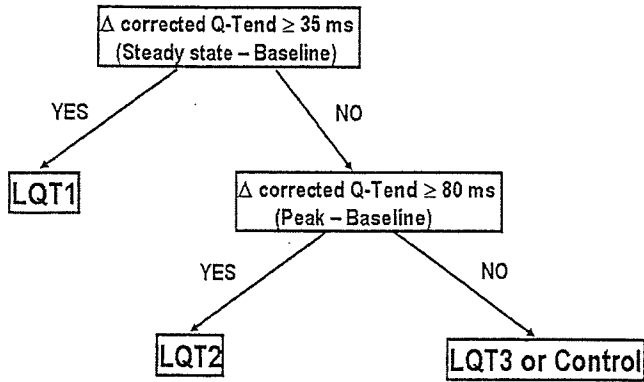 Δ corrected Q-Tend ≥ 35 ms
(Steady state – Baseline)
YES
NO
LQT1
Δ corrected Q-Tend ≥ 80 ms
(Peak – Baseline)
YES
NO
LQT2
LQT3 or Control